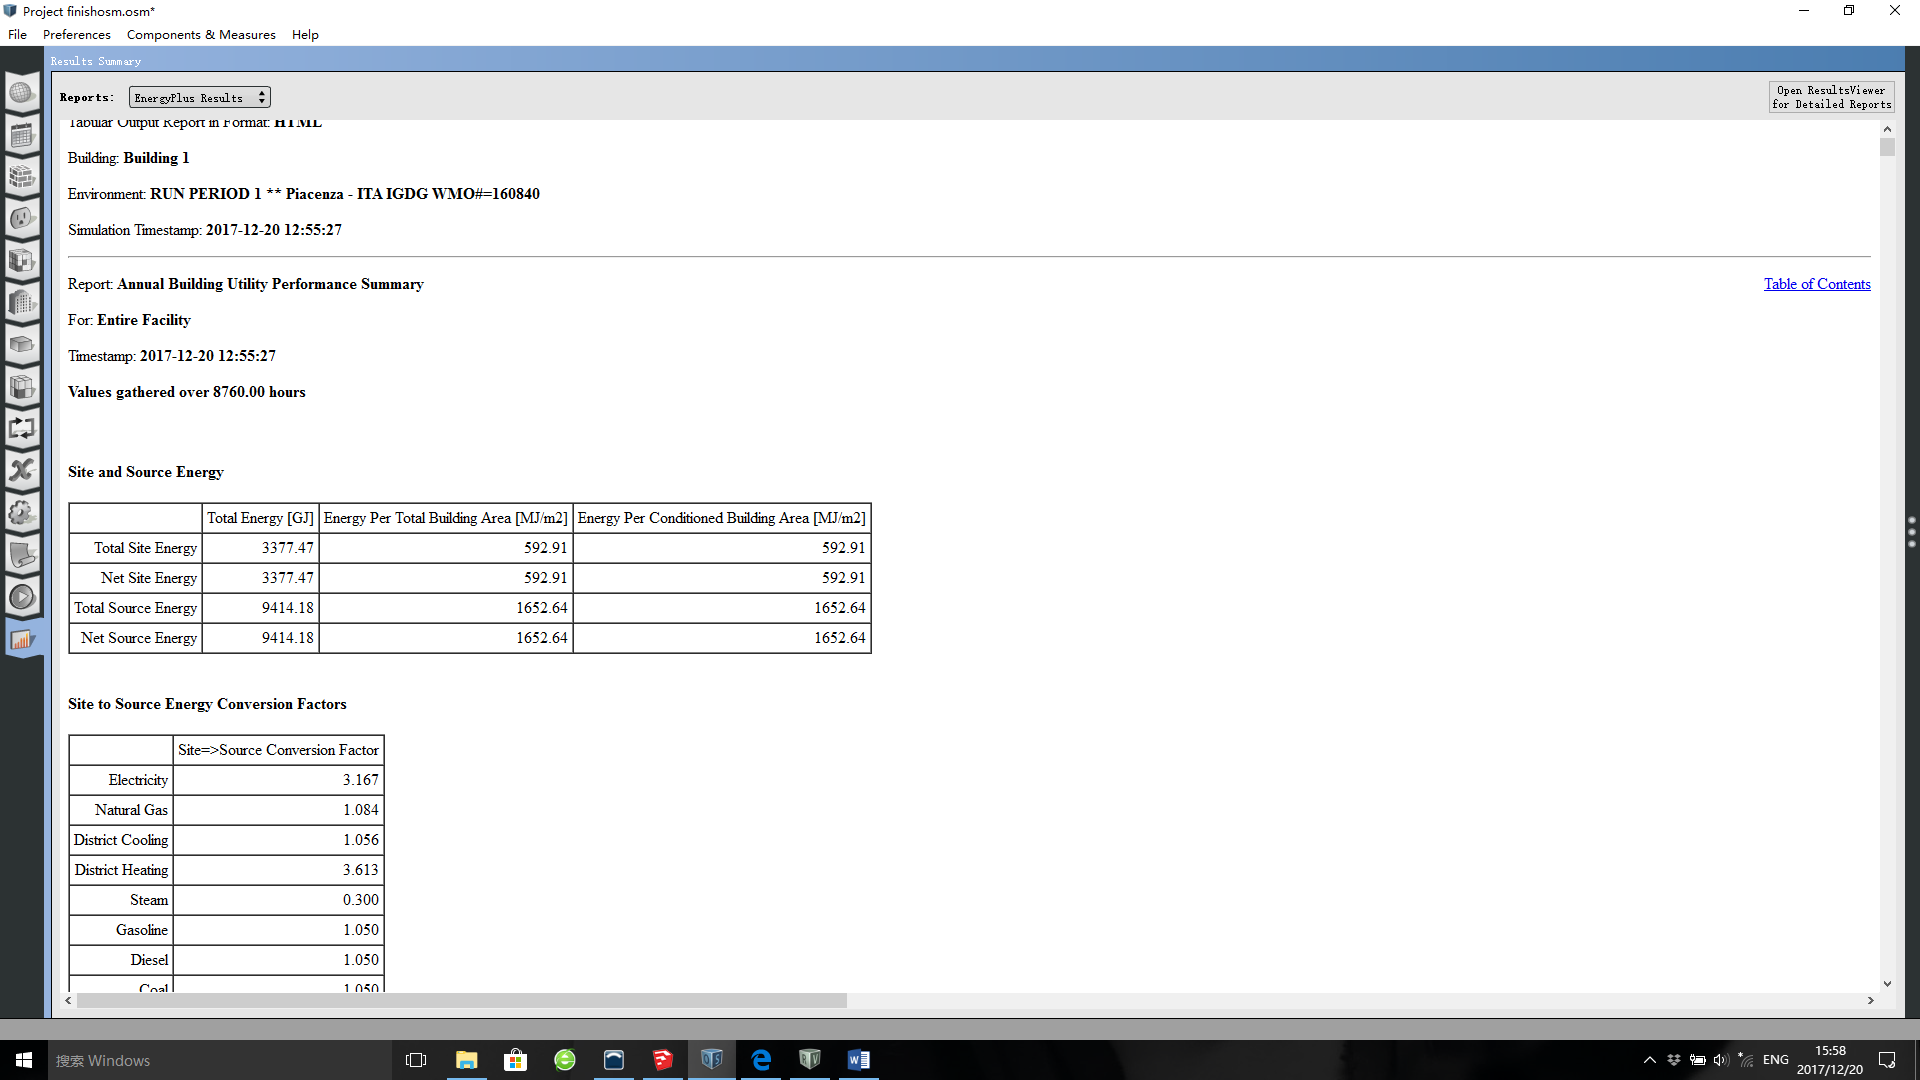 Project finishosm.osm*
File Preferences Components & Measures Help
Results Summary
Reports: EnergyPlus Results
Open ResultsViewer
for Detailed Reports
Tabular Output Report in Format: HTML
Building: Building 1
Environment: RUN PERIOD 1 ** Piacenza - ITA IGDG WMO#=160840
Simulation Timestamp: 2017-12-20 12:55:27
Report: Annual Building Utility Performance Summary
Table of Contents
For: Entire Facility
Timestamp: 2017-12-20 12:55:27
Values gathered over 8760.00 hours
Site and Source Energy
Total Energy [GJ] Energy Per Total Building Area [MJ/m2] Energy Per Conditioned Building Area [MJ/m2]
Total Site Energy 3377.47 592.91 592.91
Net Site Energy 3377.47 592.91 592.91
Total Source Energy 9414.18 1652.64 1652.64
Net Source Energy 9414.18 1652.64 1652.64
Site to Source Energy Conversion Factors
Site=>Source Conversion Factor
Electricity 3.167
Natural Gas 1.084
District Cooling 1.056
District Heating 3.613
Steam 0.300
Gasoline 1.050
Diesel 1.050
Coal 1.050
搜索 Windows
ENG
15:58
2017/12/20